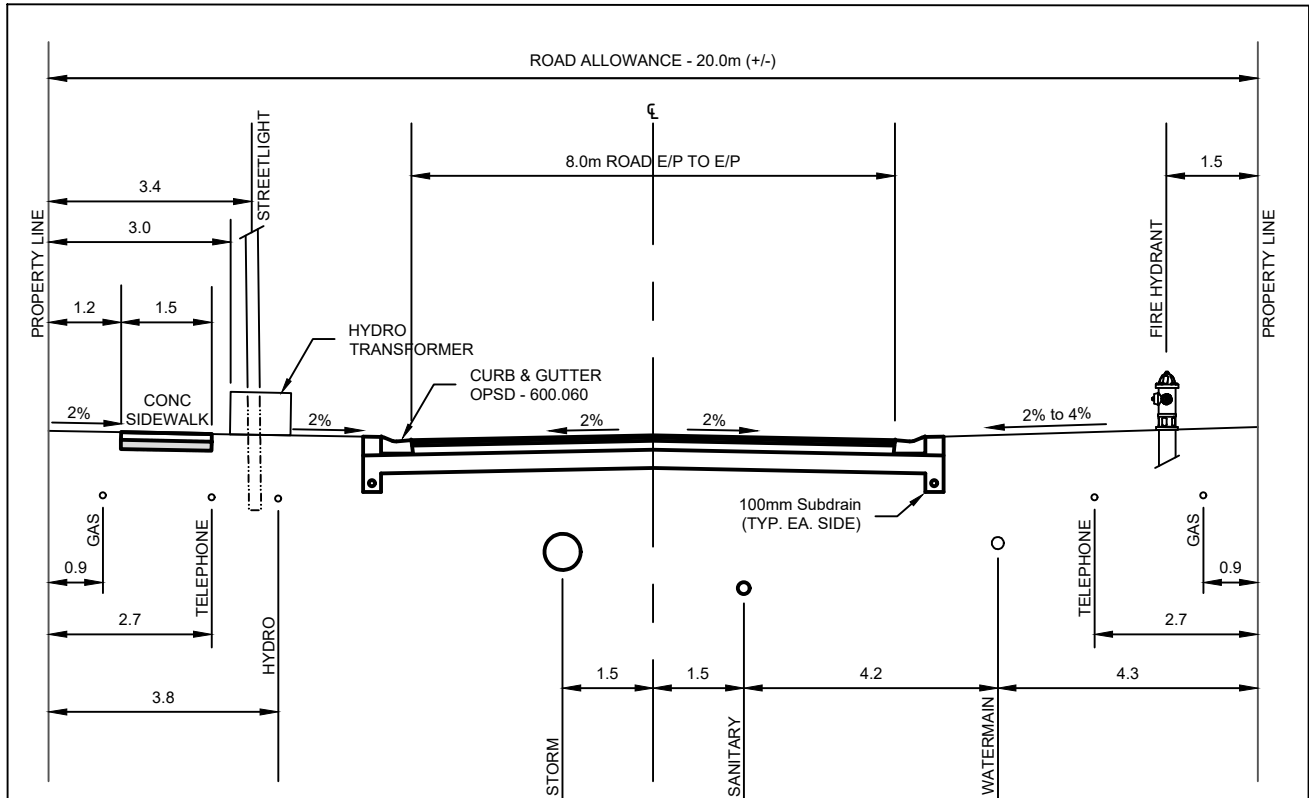 ROAD ALLOWANCE - 20.0m (+/-)
℄
STREETLIGHT
8.0m ROAD E/P TO E/P
1.5
3.4
3.0
PROPERTY LINE
FIRE HYDRANT
PROPERTY LINE
1.2
1.5
HYDRO
TRANSFORMER
CURB & GUTTER
OPSD - 600.060
CONC
SIDEWALK
2%
2%
2%
2%
2% to 4%
100mm Subdrain
(TYP. EA. SIDE)
GAS
TELEPHONE
HYDRO
TELEPHONE
GAS
0.9
0.9
2.7
2.7
1.5
1.5
4.2
4.3
3.8
STORM
SANITARY
WATERMAIN